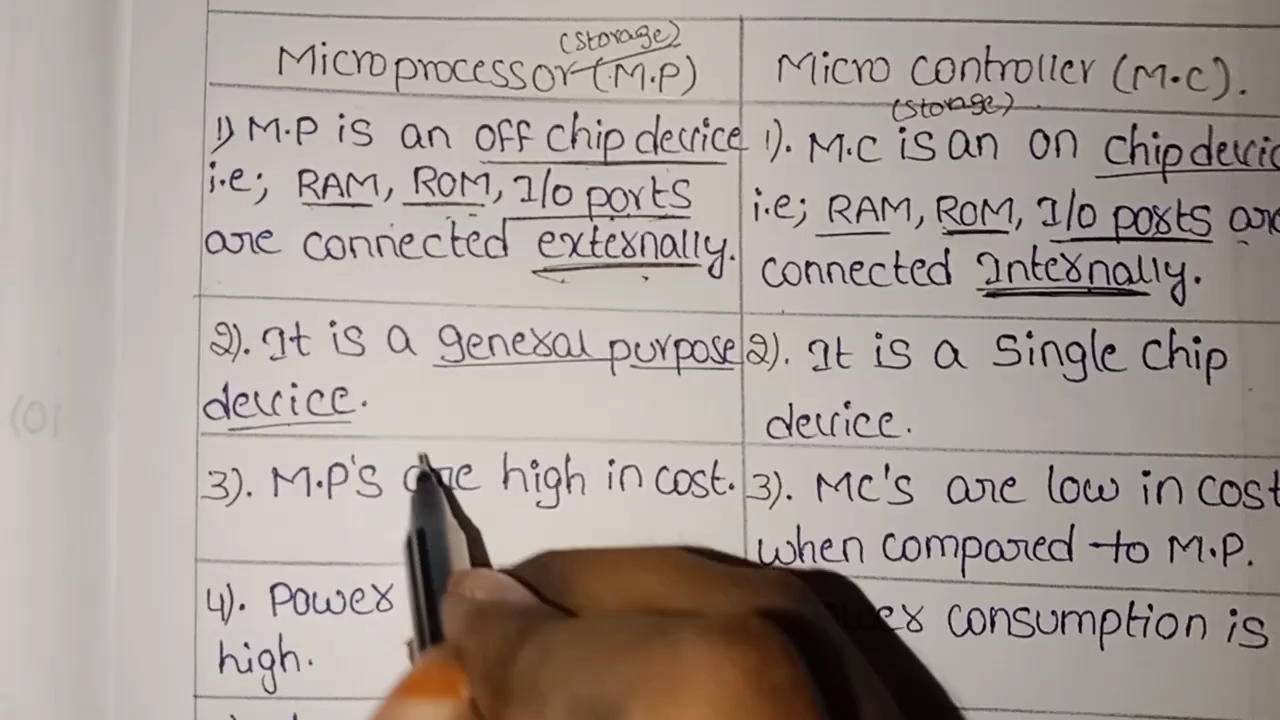 (storage)
Microprocessor (M.P)
1) M.P is an off chip device
i.e; RAM, ROM, I/o ports
are connected externally.
2). It is a general purpose
device.
3). M.P's are high in cost.
4). Power
high.
Micro controller (M.C).
(storage)
1). M.C is an on chip devic
i.e; RAM, ROM, I/o ports are
connected Internally.
2). It is a Single chip
device.
3). MC's are low in cost
when compared to M.P.
consumption is